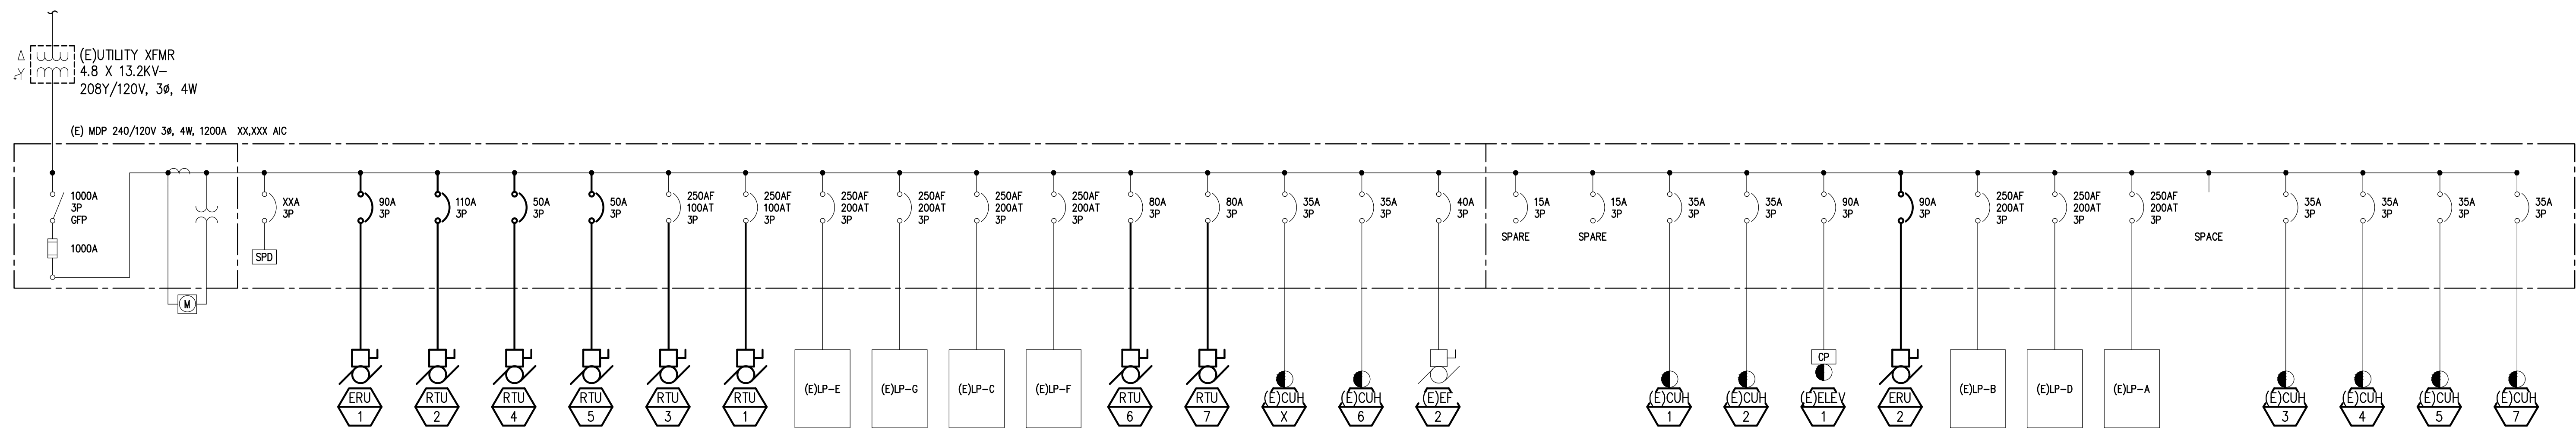 (E)UTILITY XFMR
4.8 X 13.2KV-
208Y/120V, 3ø, 4W
Δ
Y
(E) MDP 240/120V 3ø, 4W, 1200A XX,XXX AIC
1000A
3P
GFP
1000A
M
XXA
3P
SPD
90A
3P
ERU
1
110A
3P
RTU
2
50A
3P
RTU
4
50A
3P
RTU
5
250AF
100AT
3P
RTU
3
250AF
100AT
3P
RTU
1
250AF
200AT
3P
(E)LP-E
250AF
200AT
3P
(E)LP-G
250AF
200AT
3P
(E)LP-C
250AF
200AT
3P
(E)LP-F
80A
3P
RTU
6
80A
3P
RTU
7
35A
3P
(E)CUH
X
35A
3P
(E)CUH
6
40A
3P
(E)EF
2
15A
3P
SPARE
15A
3P
SPARE
35A
3P
(E)CUH
1
35A
3P
(E)CUH
2
90A
3P
CP
(E)ELEV
1
90A
3P
ERU
2
250AF
200AT
3P
(E)LP-B
250AF
200AT
3P
(E)LP-D
250AF
200AT
3P
(E)LP-A
SPACE
35A
3P
(E)CUH
3
35A
3P
(E)CUH
4
35A
3P
(E)CUH
5
35A
3P
(E)CUH
7